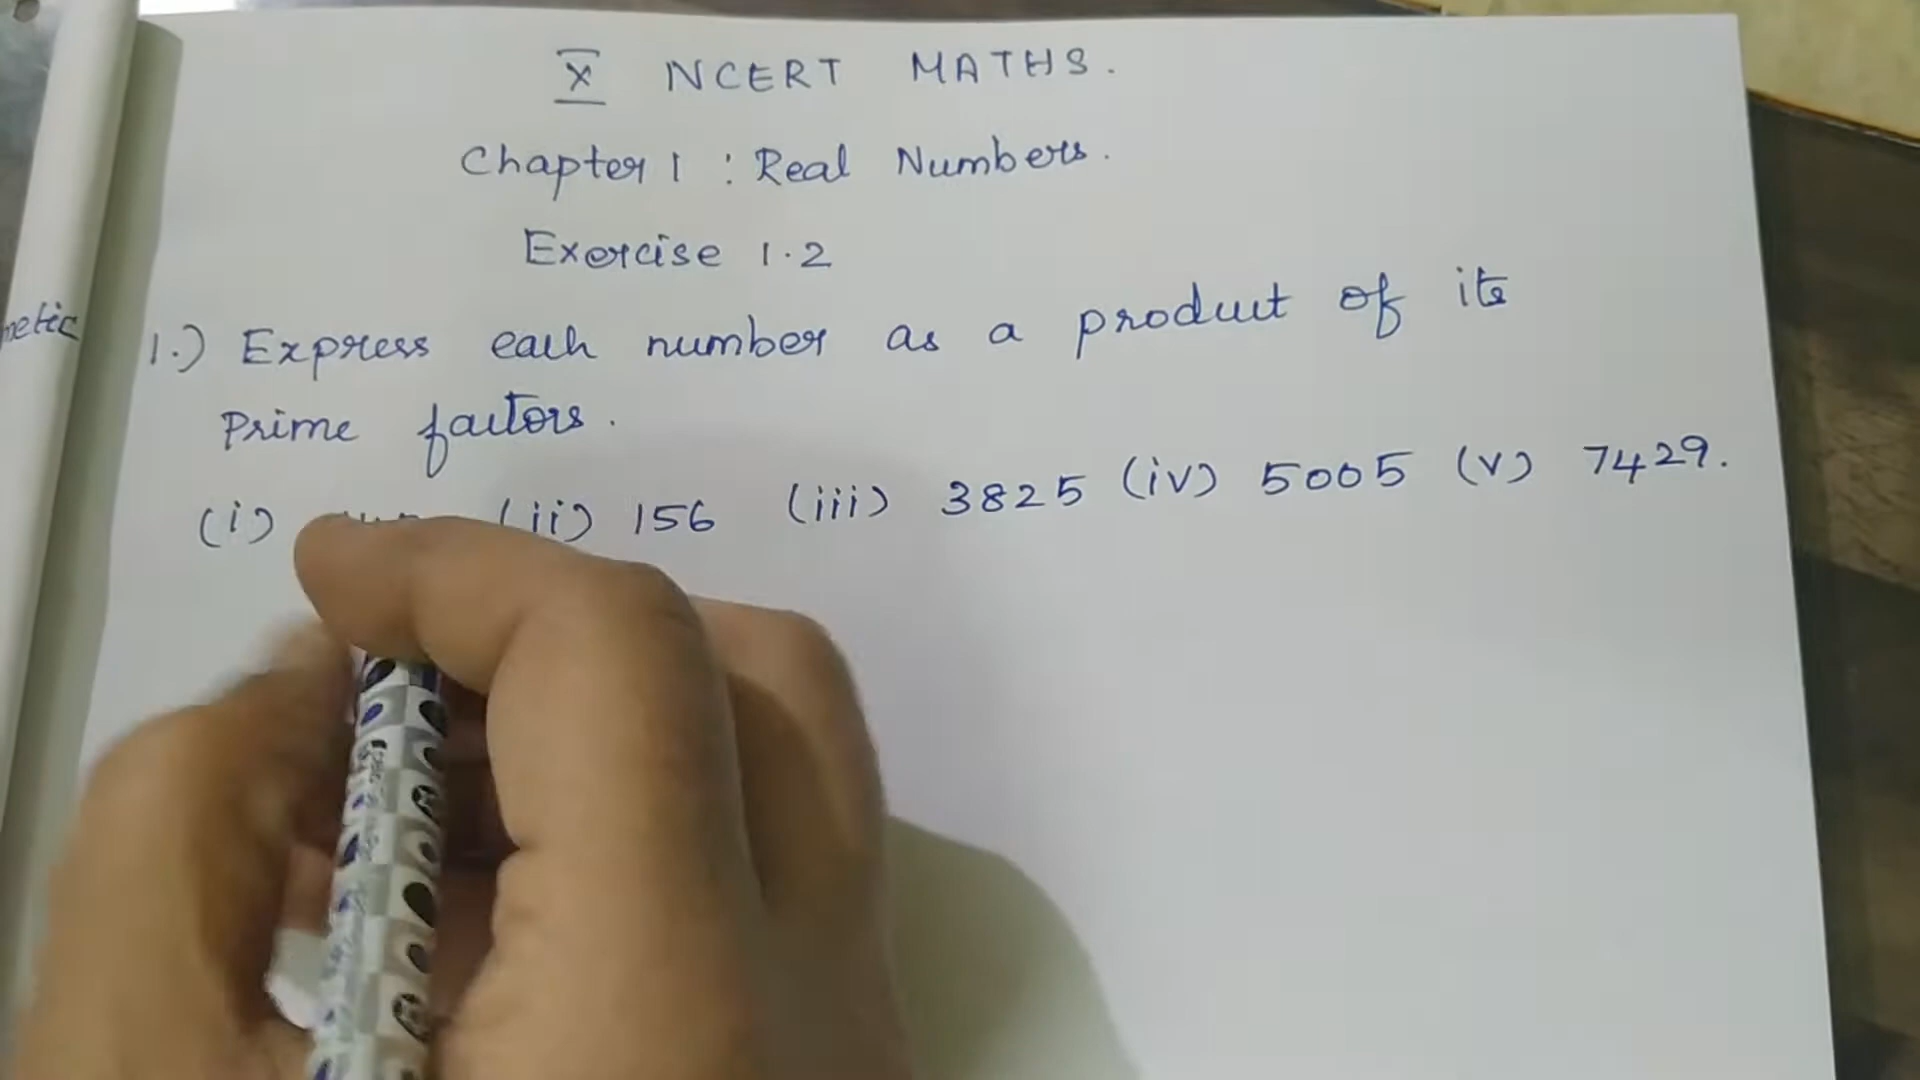 X NCERT MATHS.
Chapter 1 : Real Numbers.
Exercise 1.2
1.) Express each number as a product of its
Prime factors.
(i) (ii) 156 (iii) 3825 (iv) 5005 (v) 7429.